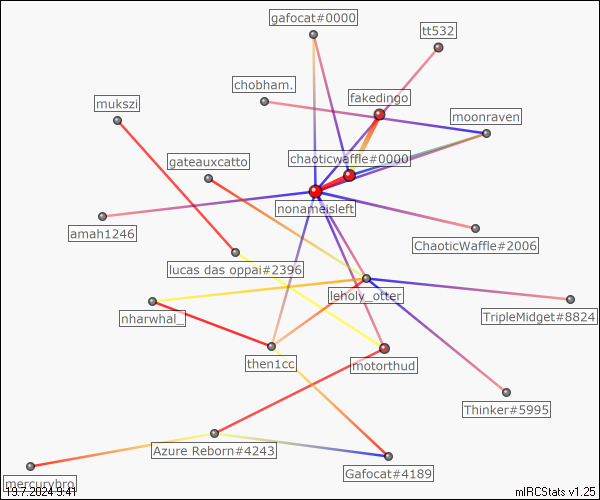 gafocat#0000
tt532
chobham.
fakedingo
mukszi
moonraven
chaoticwaffle#0000
gateauxcatto
nonameisleft
amah1246
ChaoticWaffle#2006
lucas das oppai#2396
leholy_otter
nharwhal_
TripleMidget#8824
then1cc
motorthud
Thinker#5995
Azure Reborn#4243
Gafocat#4189
mercurybro
19.7.2024 9:41
mIRCStats v1.25